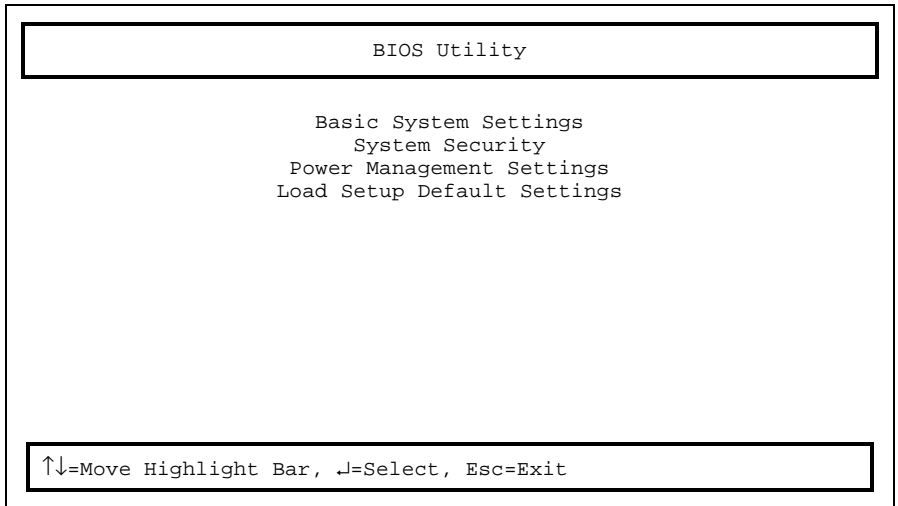 BIOS Utility
Basic System Settings
System Security
Power Management Settings
Load Setup Default Settings
↑↓=Move Highlight Bar, ↵=Select, Esc=Exit